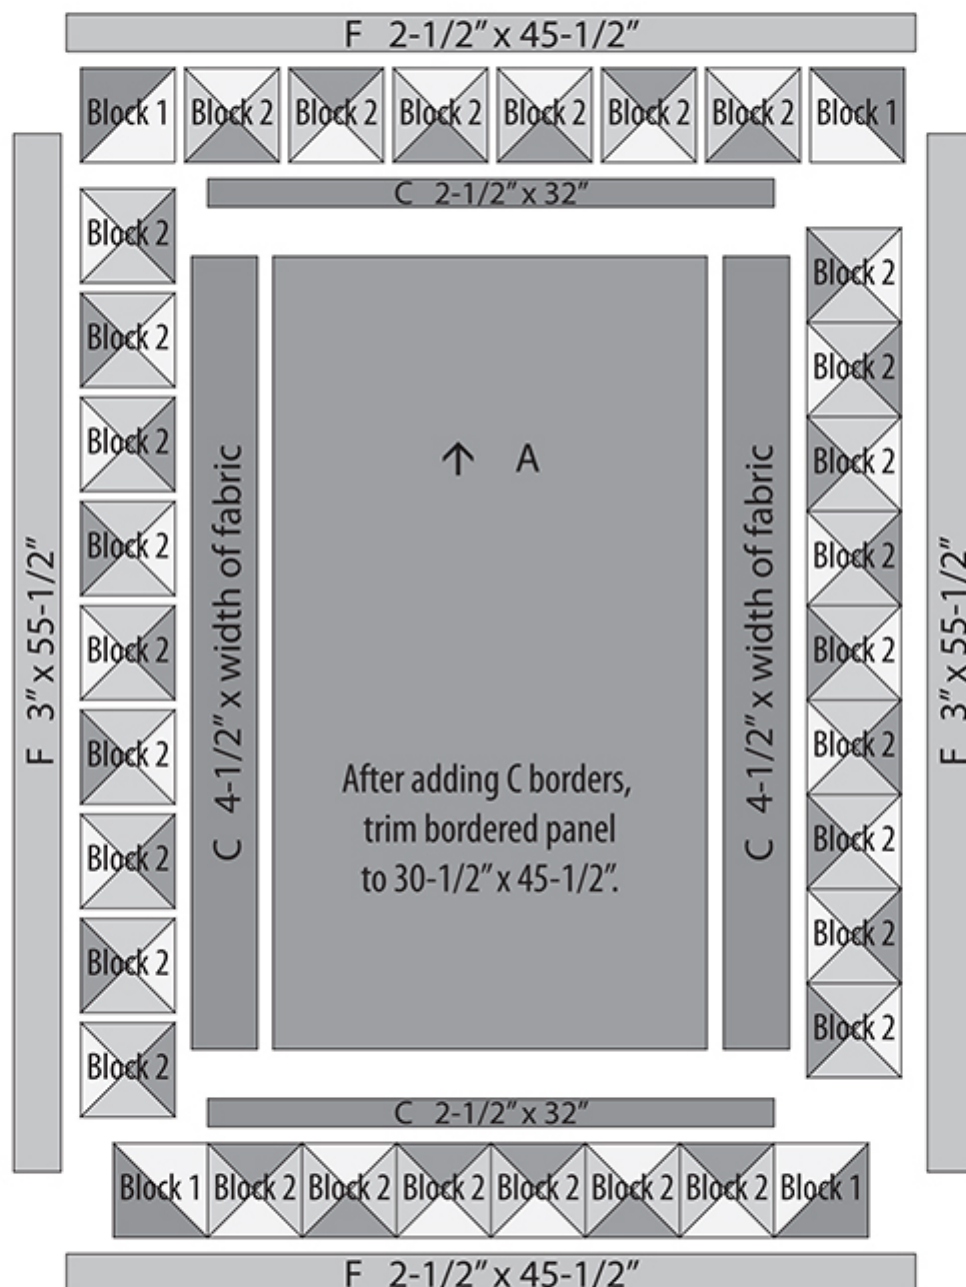 F 2-1/2” x 45-1/2”
Block 1 Block 2 Block 2 Block 2 Block 2 Block 2 Block 2 Block 1
C 2-1/2” x 32”
Block 2
Block 2
Block 2
Block 2
Block 2
Block 2
Block 2
Block 2
Block 2
F 3” x 55-1/2”
C 4-1/2” x width of fabric
A
After adding C borders,
trim bordered panel
to 30-1/2” x 45-1/2”.
C 4-1/2” x width of fabric
Block 2
Block 2
Block 2
Block 2
Block 2
Block 2
Block 2
Block 2
Block 2
F 3” x 55-1/2”
C 2-1/2” x 32”
Block 1 Block 2 Block 2 Block 2 Block 2 Block 2 Block 2 Block 1
F 2-1/2” x 45-1/2”